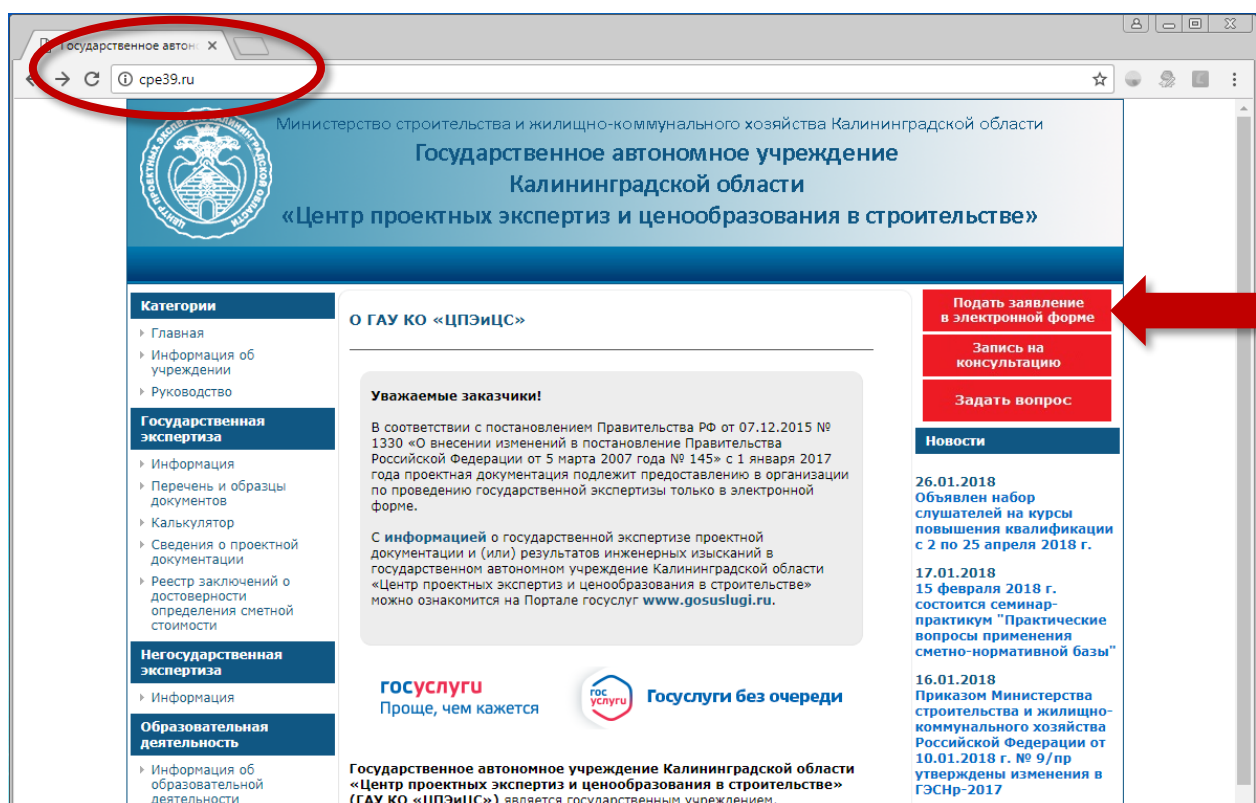 Государственное автон
cpe39.ru
Министерство строительства и жилищно-коммунального хозяйства Калининградской области
Государственное автономное учреждение
Калининградской области
«Центр проектных экспертиз и ценообразования в строительстве»
ЦЕНТР ПРОЕКТНЫХ ЭКСПЕРТИЗ КАЛИНИНГРАДСКОЙ ОБЛАСТИ
Категории
Главная
Информация об
учреждении
Руководство
Государственная
экспертиза
Информация
Перечень и образцы
документов
Калькулятор
Сведения о проектной
документации
Реестр заключений о
достоверности
определения сметной
стоимости
Негосударственная
экспертиза
Информация
Образовательная
деятельность
Информация об
образовательной
деятельности
О ГАУ КО «ЦПЭиЦС»
Уважаемые заказчики!
В соответствии с постановлением Правительства РФ от 07.12.2015 №
1330 «О внесении изменений в постановление Правительства
Российской Федерации от 5 марта 2007 года № 145» с 1 января 2017
года проектная документация подлежит предоставлению в организации
по проведению государственной экспертизы только в электронной
форме.
С информацией о государственной экспертизе проектной
документации и (или) результатов инженерных изысканий в
государственном автономном учреждение Калининградской области
«Центр проектных экспертиз и ценообразования в строительстве»
можно ознакомится на Портале госуслуг www.gosuslugi.ru.
госуслуги
Проще, чем кажется
гос
услуги
Госуслуги без очереди
Государственное автономное учреждение Калининградской области
«Центр проектных экспертиз и ценообразования в строительстве»
(ГАУ КО «ЦПЭиЦС») является государственным учреждением,
Подать заявление
в электронной форме
Запись на
консультацию
Задать вопрос
Новости
26.01.2018
Объявлен набор
слушателей на курсы
повышения квалификации
с 2 по 25 апреля 2018 г.
17.01.2018
15 февраля 2018 г.
состоится семинар-
практикум "Практические
вопросы применения
сметно-нормативной базы"
16.01.2018
Приказом Министерства
строительства и жилищно-
коммунального хозяйства
Российской Федерации от
10.01.2018 г. № 9/пр
утверждены изменения в
ГЭСНр-2017